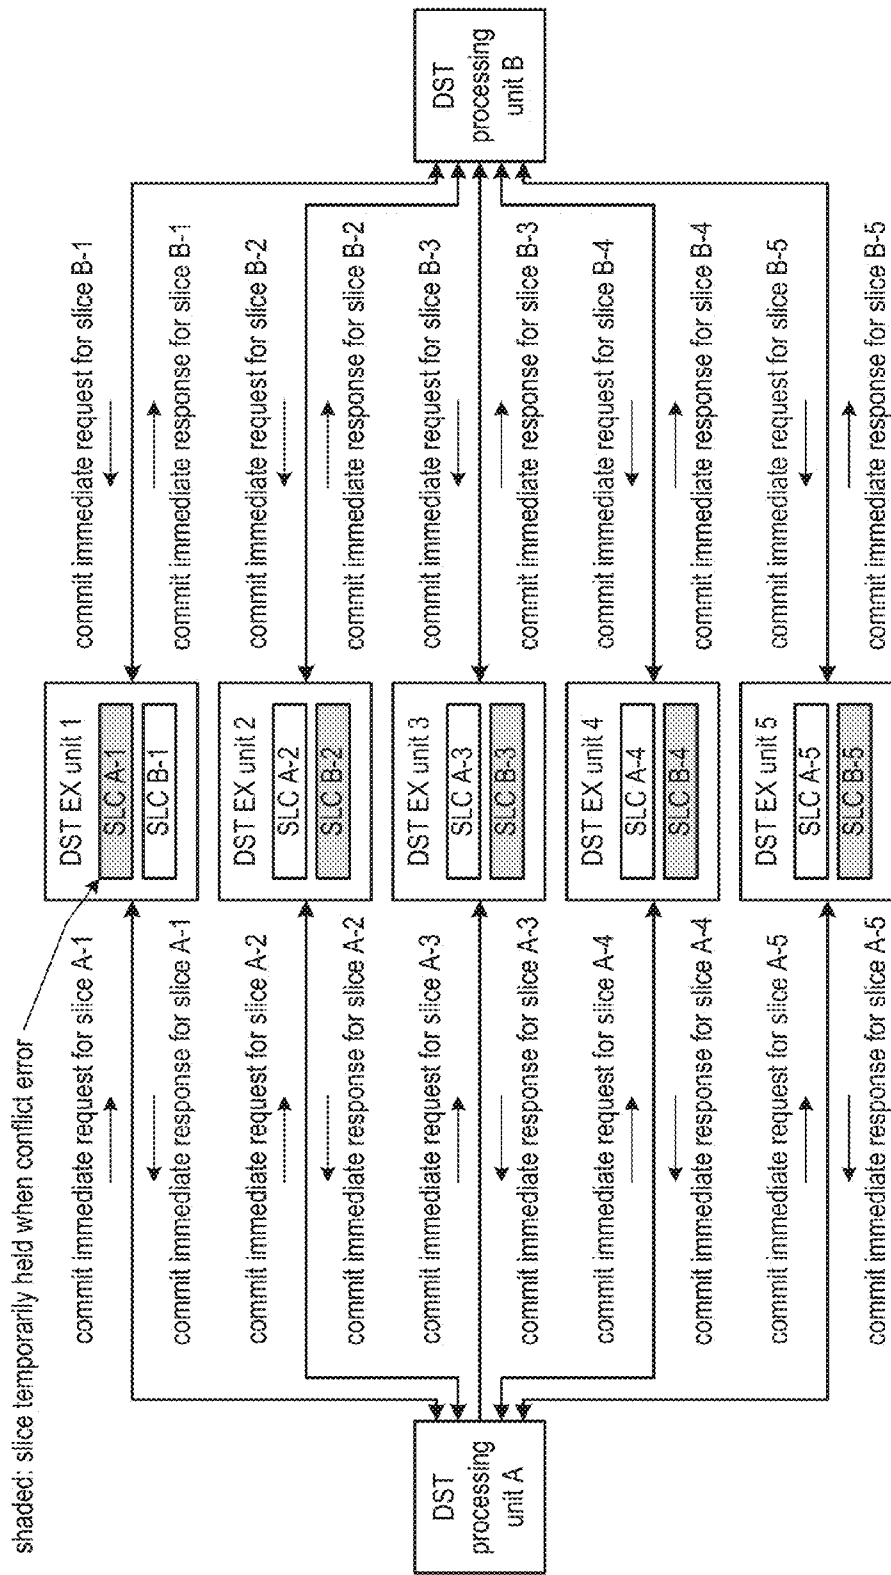 shaded: slice temporarily held when conflict error
DST
processing
unit A
commit immediate request for slice A-1
commit immediate response for slice A-1
commit immediate request for slice A-2
commit immediate response for slice A-2
commit immediate request for slice A-3
commit immediate response for slice A-3
commit immediate request for slice A-4
commit immediate response for slice A-4
commit immediate request for slice A-5
commit immediate response for slice A-5
DST EX unit 1
SLC A-1
SLC B-1
DST EX unit 2
SLC A-2
SLC B-2
DST EX unit 3
SLC A-3
SLC B-3
DST EX unit 4
SLC A-4
SLC B-4
DST EX unit 5
SLC A-5
SLC B-5
commit immediate request for slice B-1
commit immediate response for slice B-1
commit immediate request for slice B-2
commit immediate response for slice B-2
commit immediate request for slice B-3
commit immediate response for slice B-3
commit immediate request for slice B-4
commit immediate response for slice B-4
commit immediate request for slice B-5
commit immediate response for slice B-5
DST
processing
unit B